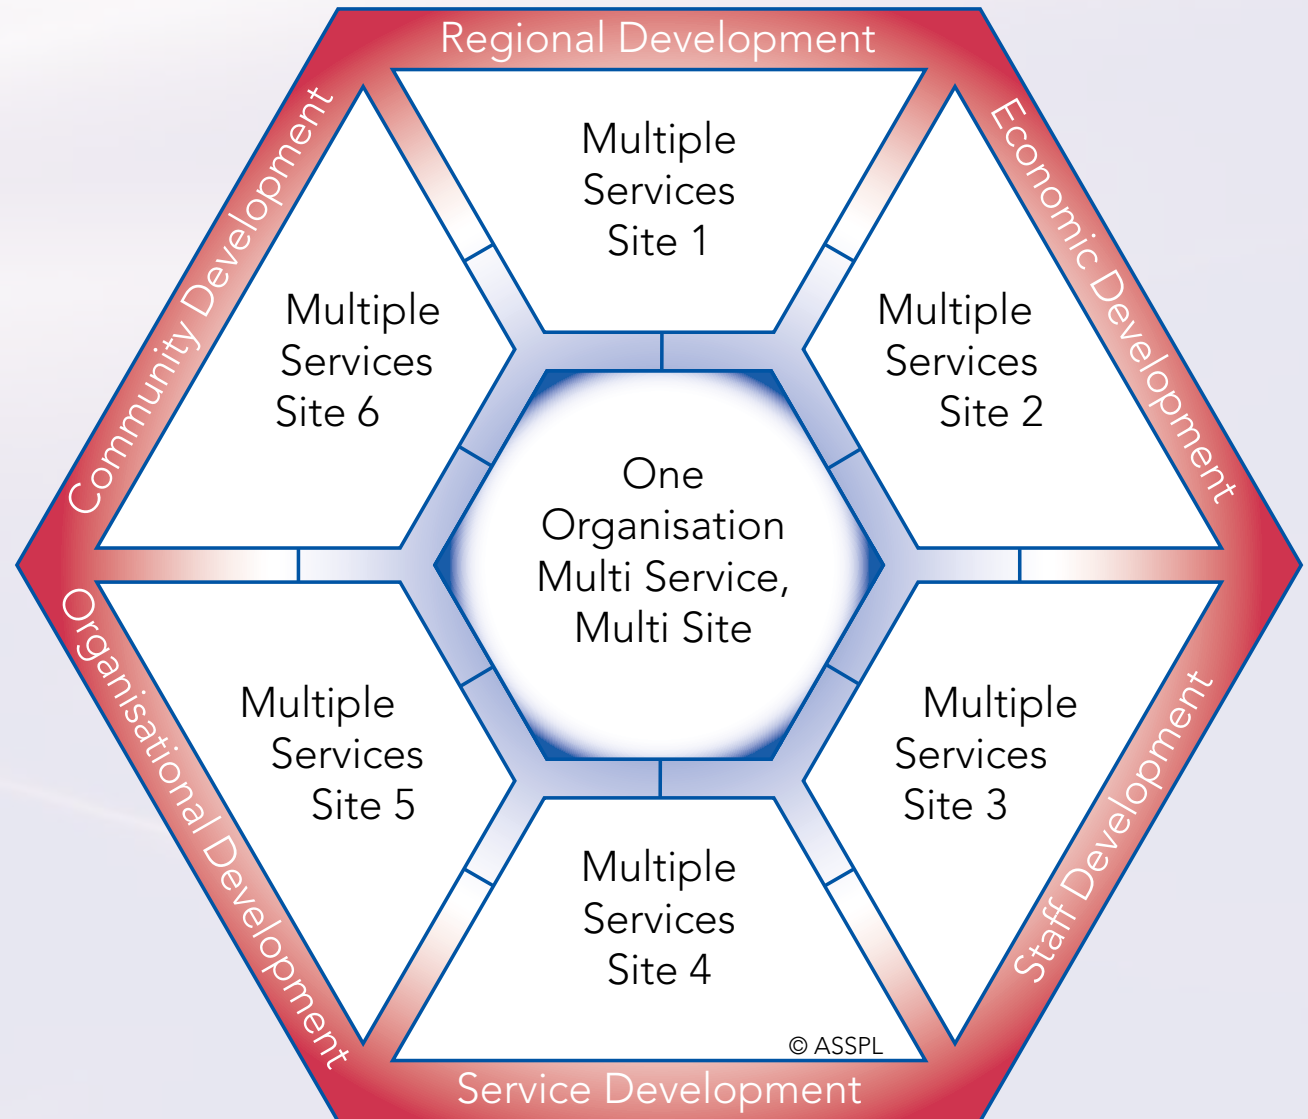 Regional Development
Economic Development
Staff Development
Service Development
Organisational Development
Community Development
Multiple
Services
Site 1
Multiple
Services
Site 2
Multiple
Services
Site 3
Multiple
Services
Site 4
Multiple
Services
Site 5
Multiple
Services
Site 6
One
Organisation
Multi Service,
Multi Site
© ASSPL